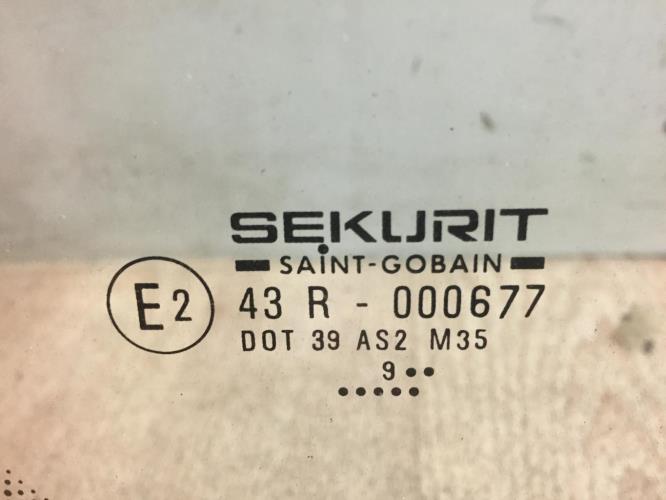 SEKURIT
SAINT-GOBAIN
E2 43 R - 000677
DOT 39 AS2 M35
9